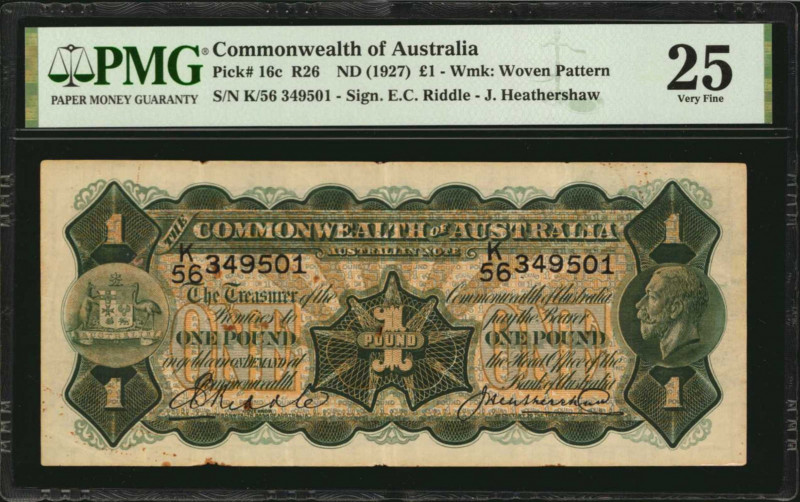 PMG®
PAPER MONEY GUARANTY
Commonwealth of Australia
Pick# 16c R26 ND (1927) £1 - Wmk: Woven Pattern
S/N K/56 349501 - Sign. E.C. Riddle - J. Heathershaw
25
Very Fine
1 1
THE COMMONWEALTH OF AUSTRALIA
AUSTRALIAN NOTE
K/56 349501 K/56 349501
The Treasurer of the Commonwealth of Australia
Promises to pay the Bearer
ONE POUND 1 POUND ONE POUND
in gold coin ON DEMAND at the Head Office of the
Commonwealth Bank of Australia
AUSTRALIA
C Riddle J Heathershaw
1 1